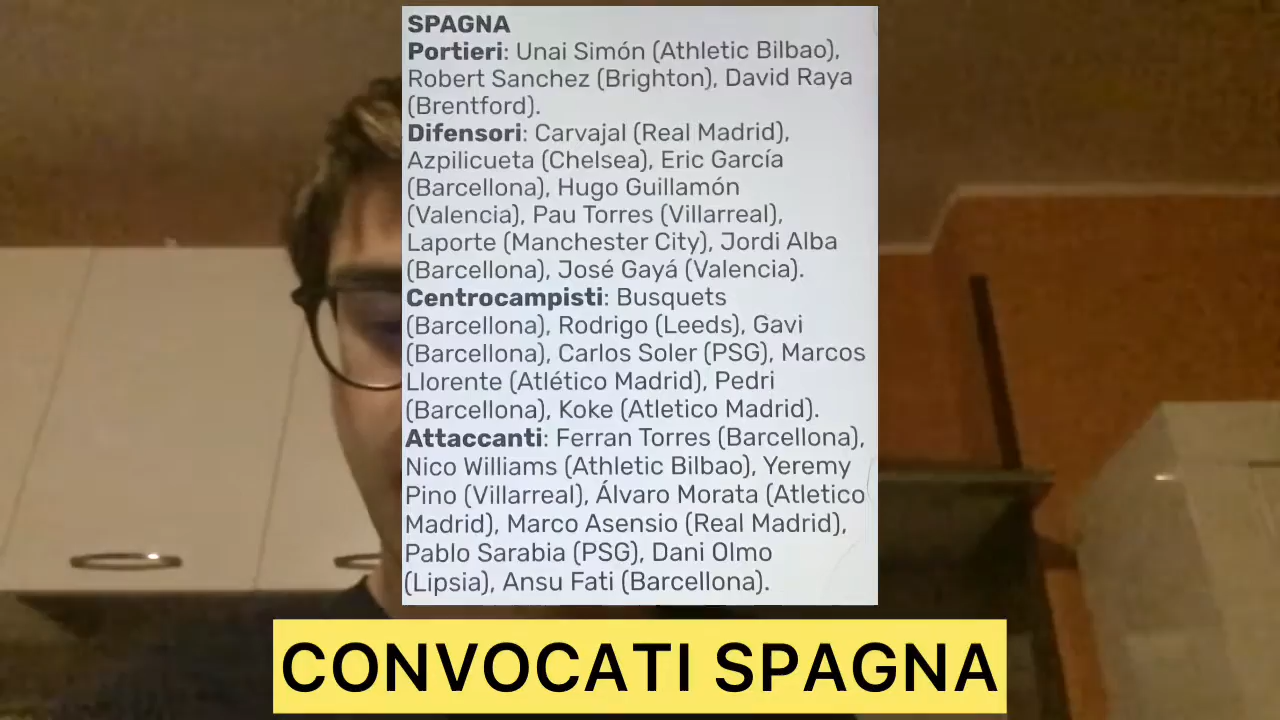 SPAGNA
Portieri: Unai Simón (Athletic Bilbao),
Robert Sanchez (Brighton), David Raya
(Brentford).
Difensori: Carvajal (Real Madrid),
Azpilicueta (Chelsea), Eric García
(Barcellona), Hugo Guillamón
(Valencia), Pau Torres (Villarreal),
Laporte (Manchester City), Jordi Alba
(Barcellona), José Gayá (Valencia).
Centrocampisti: Busquets
(Barcellona), Rodrigo (Leeds), Gavi
(Barcellona), Carlos Soler (PSG), Marcos
Llorente (Atlético Madrid), Pedri
(Barcellona), Koke (Atletico Madrid).
Attaccanti: Ferran Torres (Barcellona),
Nico Williams (Athletic Bilbao), Yeremy
Pino (Villarreal), Álvaro Morata (Atletico
Madrid), Marco Asensio (Real Madrid),
Pablo Sarabia (PSG), Dani Olmo
(Lipsia), Ansu Fati (Barcellona).
CONVOCATI SPAGNA